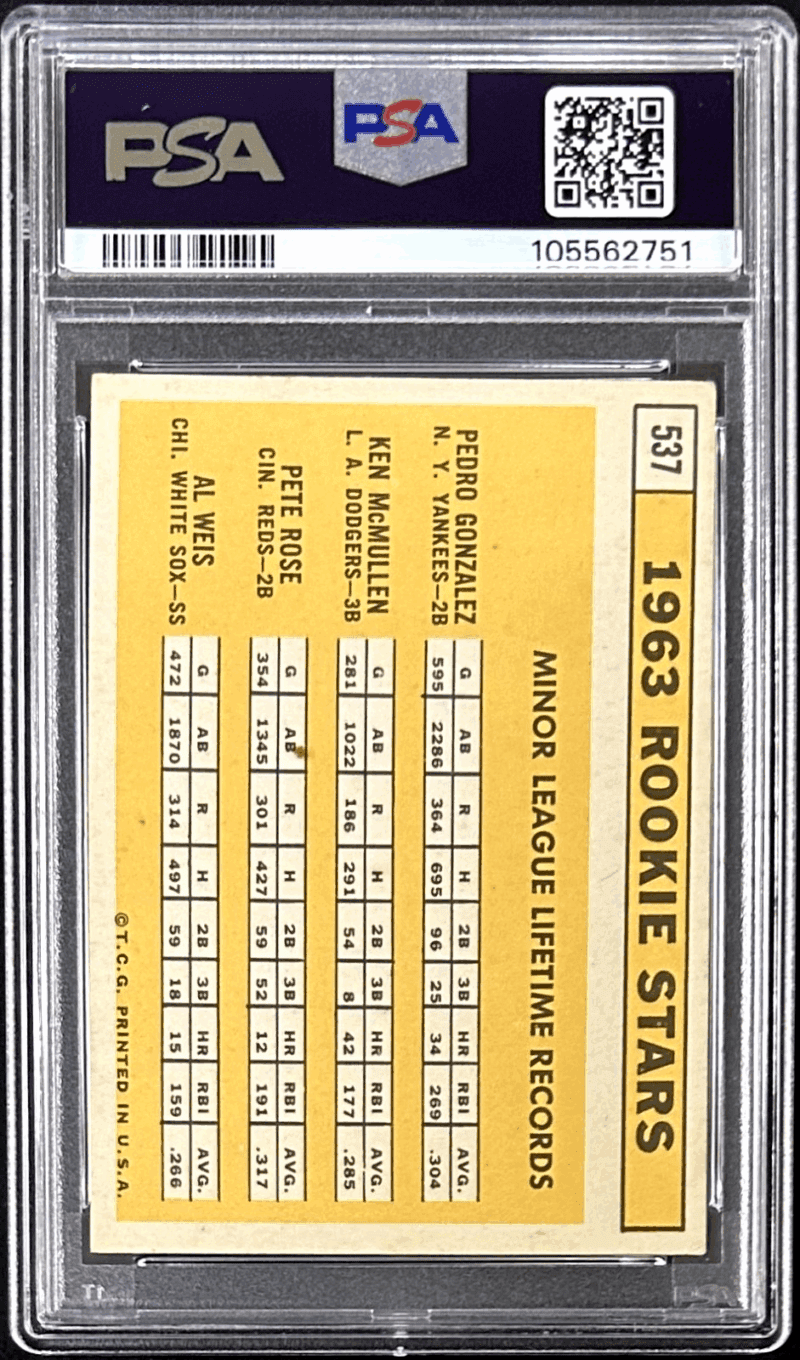 PSA
PSA
105562751
537
1963 ROOKIE STARS
MINOR LEAGUE LIFETIME RECORDS
PEDRO GONZALEZ
N. Y. YANKEES—2B
G AB R H 2B 3B HR RBI AVG.
595 2286 364 695 96 25 34 269 .304
KEN McMULLEN
L. A. DODGERS—3B
G AB R H 2B 3B HR RBI AVG.
281 1022 186 291 54 8 42 177 .285
PETE ROSE
CIN. REDS—2B
G AB R H 2B 3B HR RBI AVG.
354 1345 301 427 59 52 12 191 .317
AL WEIS
CHI. WHITE SOX—SS
G AB R H 2B 3B HR RBI AVG.
472 1870 314 497 59 18 15 159 .266
©T.C.G. PRINTED IN U.S.A.